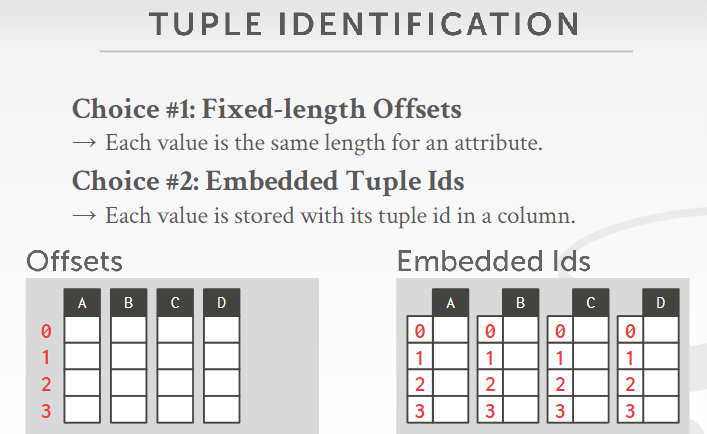 TUPLE IDENTIFICATION
Choice #1: Fixed-length Offsets
→ Each value is the same length for an attribute.
Choice #2: Embedded Tuple Ids
→ Each value is stored with its tuple id in a column.
Offsets
A B C D
0
1
2
3
Embedded Ids
A B C D
0 0 0 0
1 1 1 1
2 2 2 2
3 3 3 3